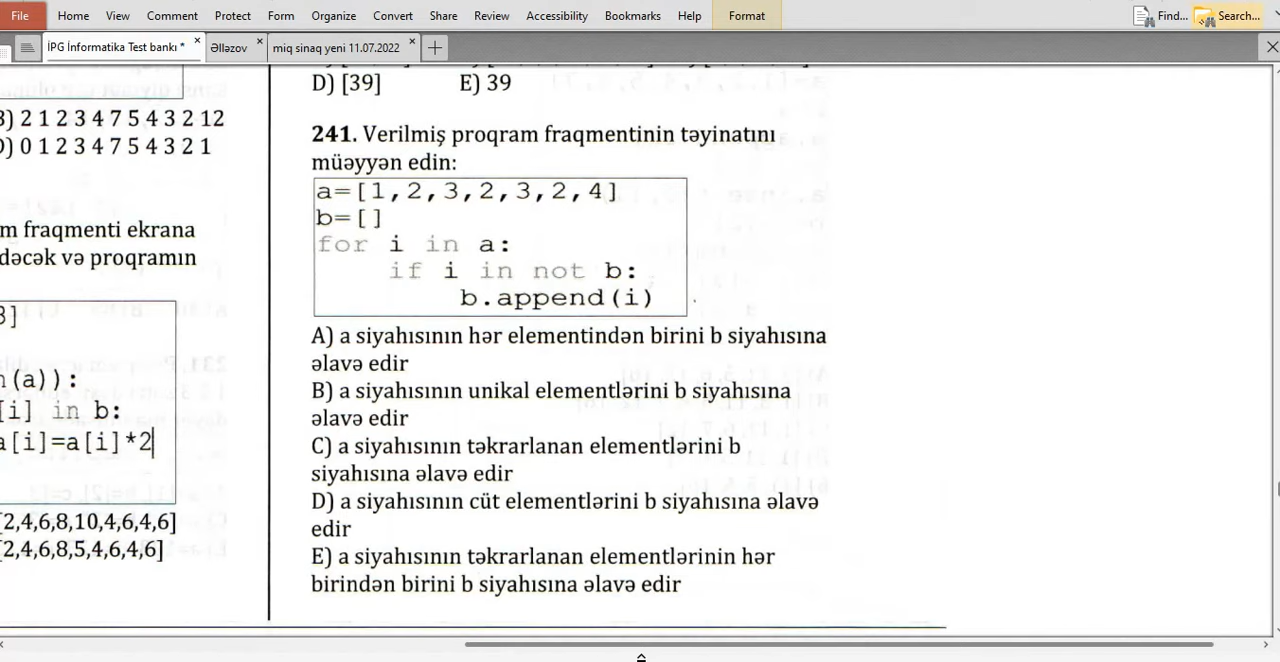 File Home View Comment Protect Form Organize Convert Share Review Accessibility Bookmarks Help Format Find... Search...
İPG İnformatika Test bankı * Əlləzov miq sinaq yeni 11.07.2022
D) [39] E) 39
) 2 1 2 3 4 7 5 4 3 2 12
) 0 1 2 3 4 7 5 4 3 2 1
m fraqmenti ekrana
dəcək və proqramın
3]
n(a)):
[i] in b:
a[i]=a[i]*2
[2,4,6,8,10,4,6,4,6]
[2,4,6,8,5,4,6,4,6]
241. Verilmiş proqram fraqmentinin təyinatını
müəyyən edin:
a=[1,2,3,2,3,2,4]
b=[]
for i in a:
if i in not b:
b.append(i)
A) a siyahısının hər elementindən birini b siyahısına
əlavə edir
B) a siyahısının unikal elementlərini b siyahısına
əlavə edir
C) a siyahısının təkrarlanan elementlərini b
siyahısına əlavə edir
D) a siyahısının cüt elementlərini b siyahısına əlavə
edir
E) a siyahısının təkrarlanan elementlərinin hər
birindən birini b siyahısına əlavə edir